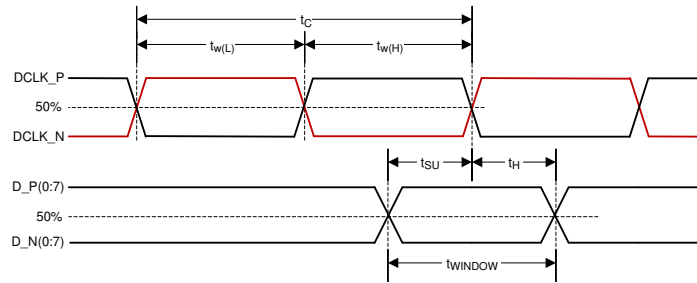 tC
tw(L) tw(H)
DCLK_P
50%
DCLK_N
tSU tH
D_P(0:7)
50%
D_N(0:7)
tWINDOW